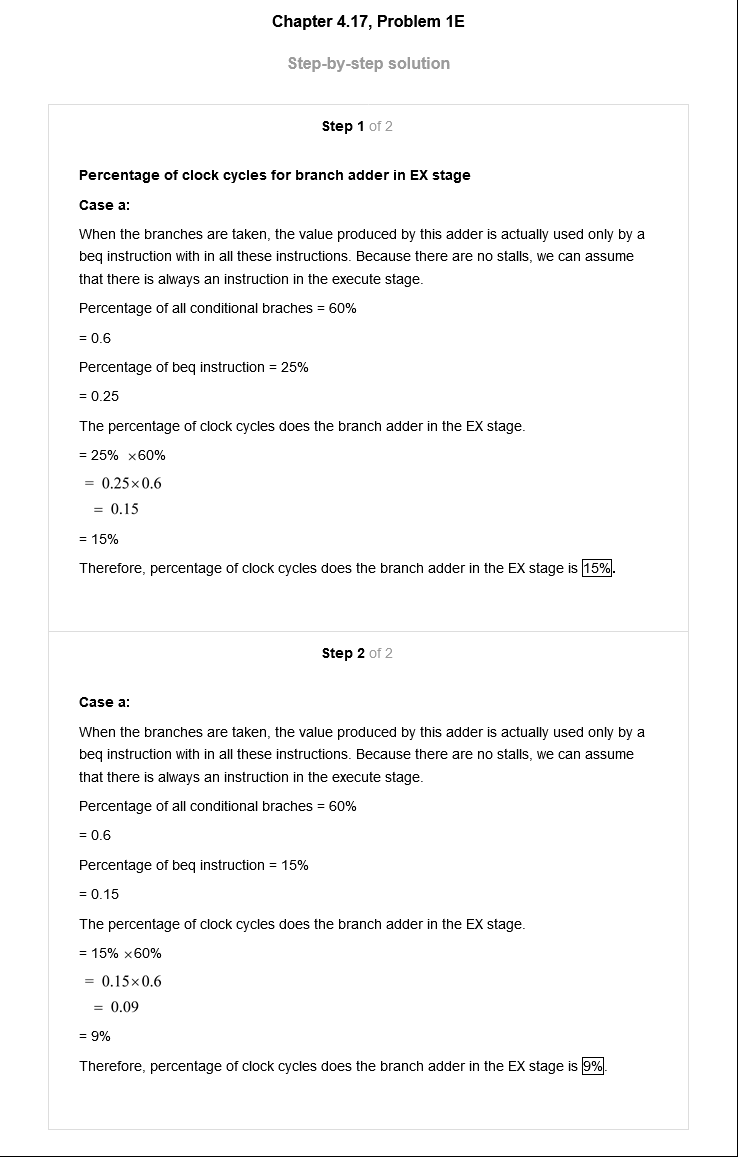 Chapter 4.17, Problem 1E
Step-by-step solution
Step 1 of 2
Percentage of clock cycles for branch adder in EX stage
Case a:
When the branches are taken, the value produced by this adder is actually used only by a
beq instruction with in all these instructions. Because there are no stalls, we can assume
that there is always an instruction in the execute stage.
Percentage of all conditional braches = 60%
= 0.6
Percentage of beq instruction = 25%
= 0.25
The percentage of clock cycles does the branch adder in the EX stage.
= 25% ×60%
= 0.25×0.6
= 0.15
= 15%
Therefore, percentage of clock cycles does the branch adder in the EX stage is 15%.
Step 2 of 2
Case a:
When the branches are taken, the value produced by this adder is actually used only by a
beq instruction with in all these instructions. Because there are no stalls, we can assume
that there is always an instruction in the execute stage.
Percentage of all conditional braches = 60%
= 0.6
Percentage of beq instruction = 15%
= 0.15
The percentage of clock cycles does the branch adder in the EX stage.
= 15% ×60%
= 0.15×0.6
= 0.09
= 9%
Therefore, percentage of clock cycles does the branch adder in the EX stage is 9%.